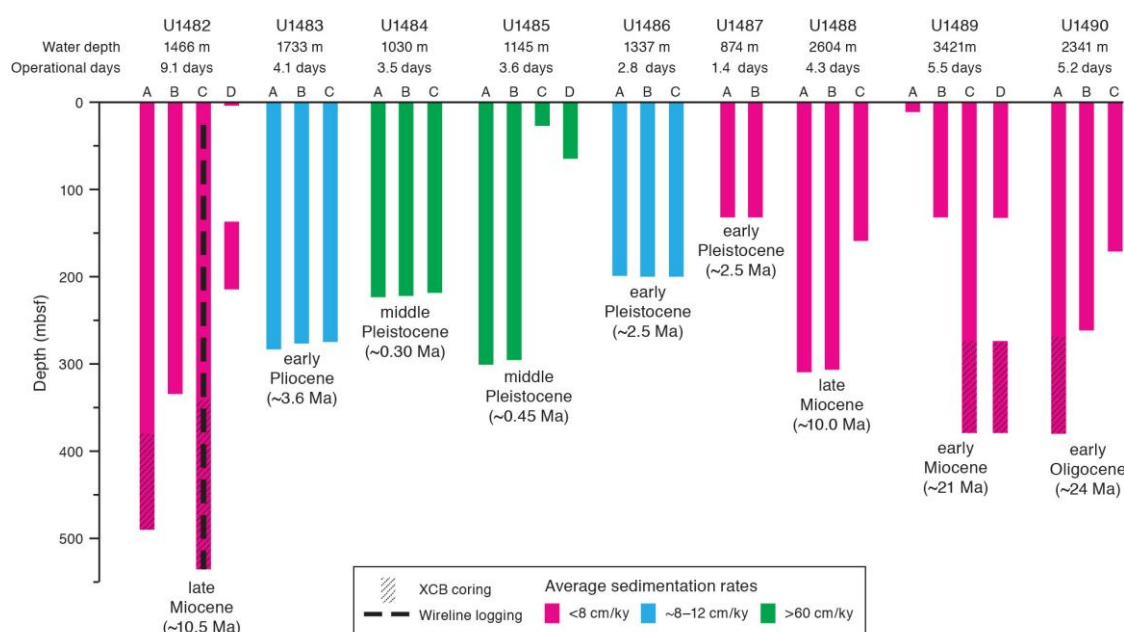 U1482 U1483 U1484 U1485 U1486 U1487 U1488 U1489 U1490
Water depth 1466 m 1733 m 1030 m 1145 m 1337 m 874 m 2604 m 3421m 2341 m
Operational days 9.1 days 4.1 days 3.5 days 3.6 days 2.8 days 1.4 days 4.3 days 5.5 days 5.2 days
A B C D A B C A B C A B C D A B C A B A B C A B C D A B C
0
100
200
300
400
500
Depth (mbsf)
late
Miocene
(~10.5 Ma)
early
Pliocene
(~3.6 Ma)
middle
Pleistocene
(~0.30 Ma)
middle
Pleistocene
(~0.45 Ma)
early
Pleistocene
(~2.5 Ma)
early
Pleistocene
(~2.5 Ma)
late
Miocene
(~10.0 Ma)
early
Miocene
(~21 Ma)
early
Oligocene
(~24 Ma)
XCB coring
Wireline logging
Average sedimentation rates
<8 cm/ky ~8–12 cm/ky >60 cm/ky